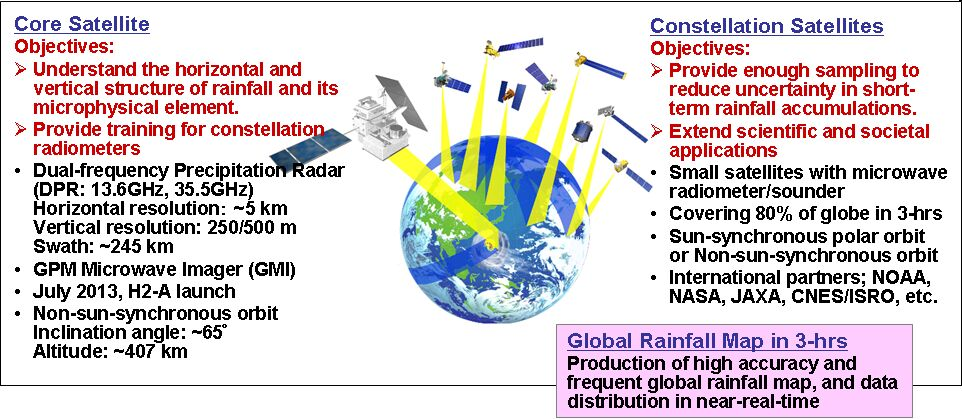 Core Satellite
Objectives:
➢ Understand the horizontal and
vertical structure of rainfall and its
microphysical element.
➢ Provide training for constellation
radiometers
• Dual-frequency Precipitation Radar
(DPR: 13.6GHz, 35.5GHz)
Horizontal resolution: ~5 km
Vertical resolution: 250/500 m
Swath: ~245 km
• GPM Microwave Imager (GMI)
• July 2013, H2-A launch
• Non-sun-synchronous orbit
Inclination angle: ~65˚
Altitude: ~407 km
Constellation Satellites
Objectives:
➢ Provide enough sampling to
reduce uncertainty in short-
term rainfall accumulations.
➢ Extend scientific and societal
applications
• Small satellites with microwave
radiometer/sounder
• Covering 80% of globe in 3-hrs
• Sun-synchronous polar orbit
or Non-sun-synchronous orbit
• International partners; NOAA,
NASA, JAXA, CNES/ISRO, etc.
Global Rainfall Map in 3-hrs
Production of high accuracy and
frequent global rainfall map, and data
distribution in near-real-time